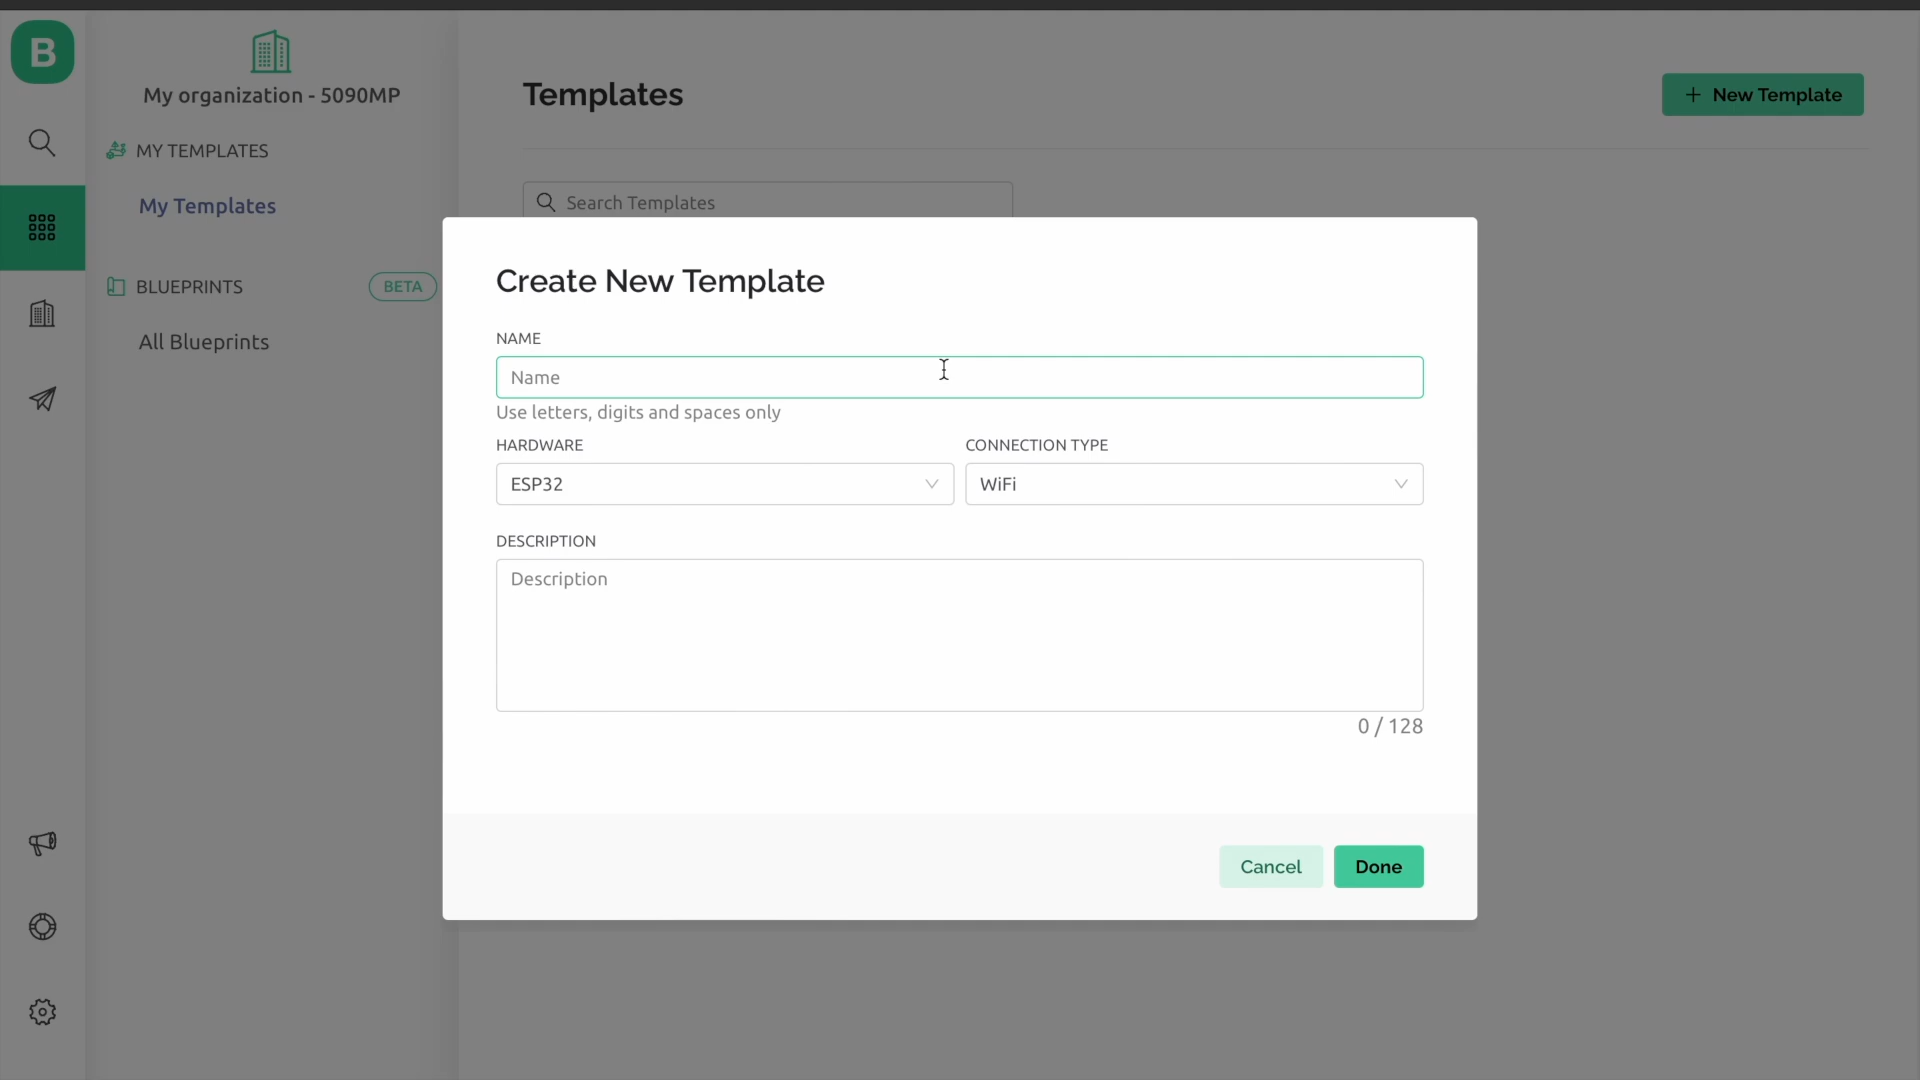 B
My organization - 5090MP
MY TEMPLATES
My Templates
BLUEPRINTS
BETA
All Blueprints
Templates
+ New Template
Search Templates
Create New Template
NAME
Name
Use letters, digits and spaces only
HARDWARE
CONNECTION TYPE
ESP32
WiFi
DESCRIPTION
Description
0 / 128
Cancel
Done